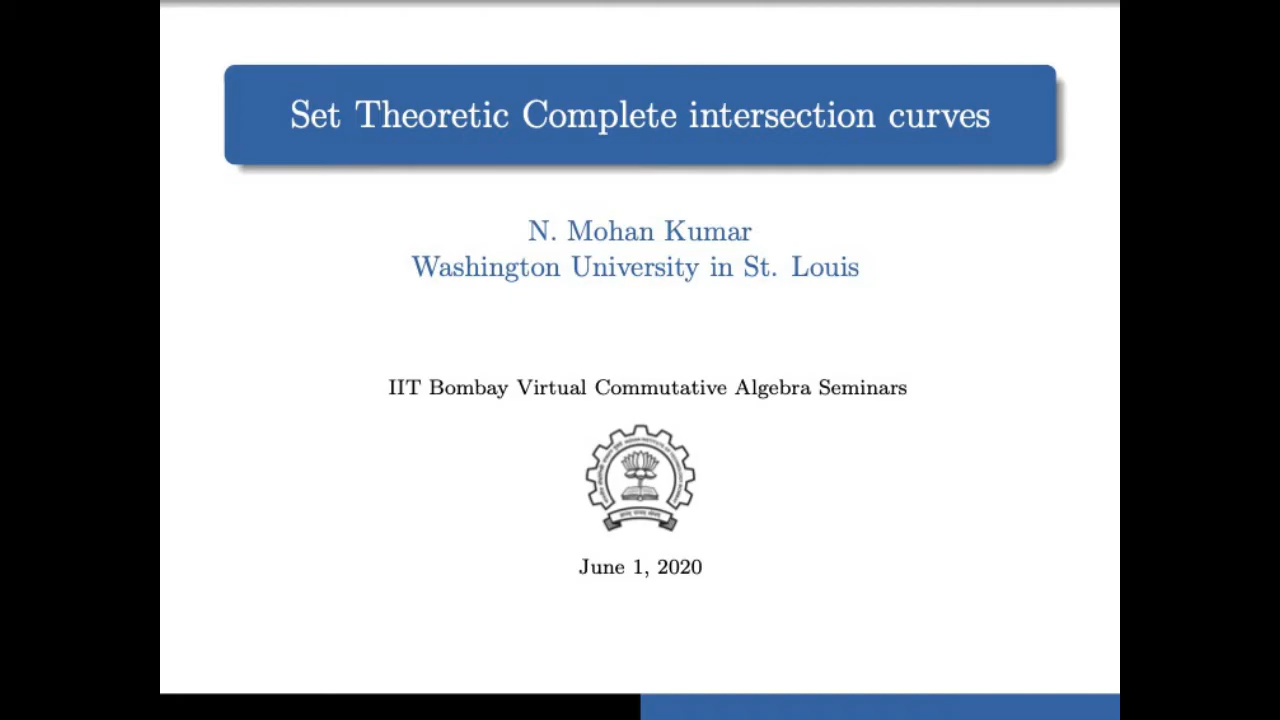 Set Theoretic Complete intersection curves
N. Mohan Kumar
Washington University in St. Louis
IIT Bombay Virtual Commutative Algebra Seminars
June 1, 2020